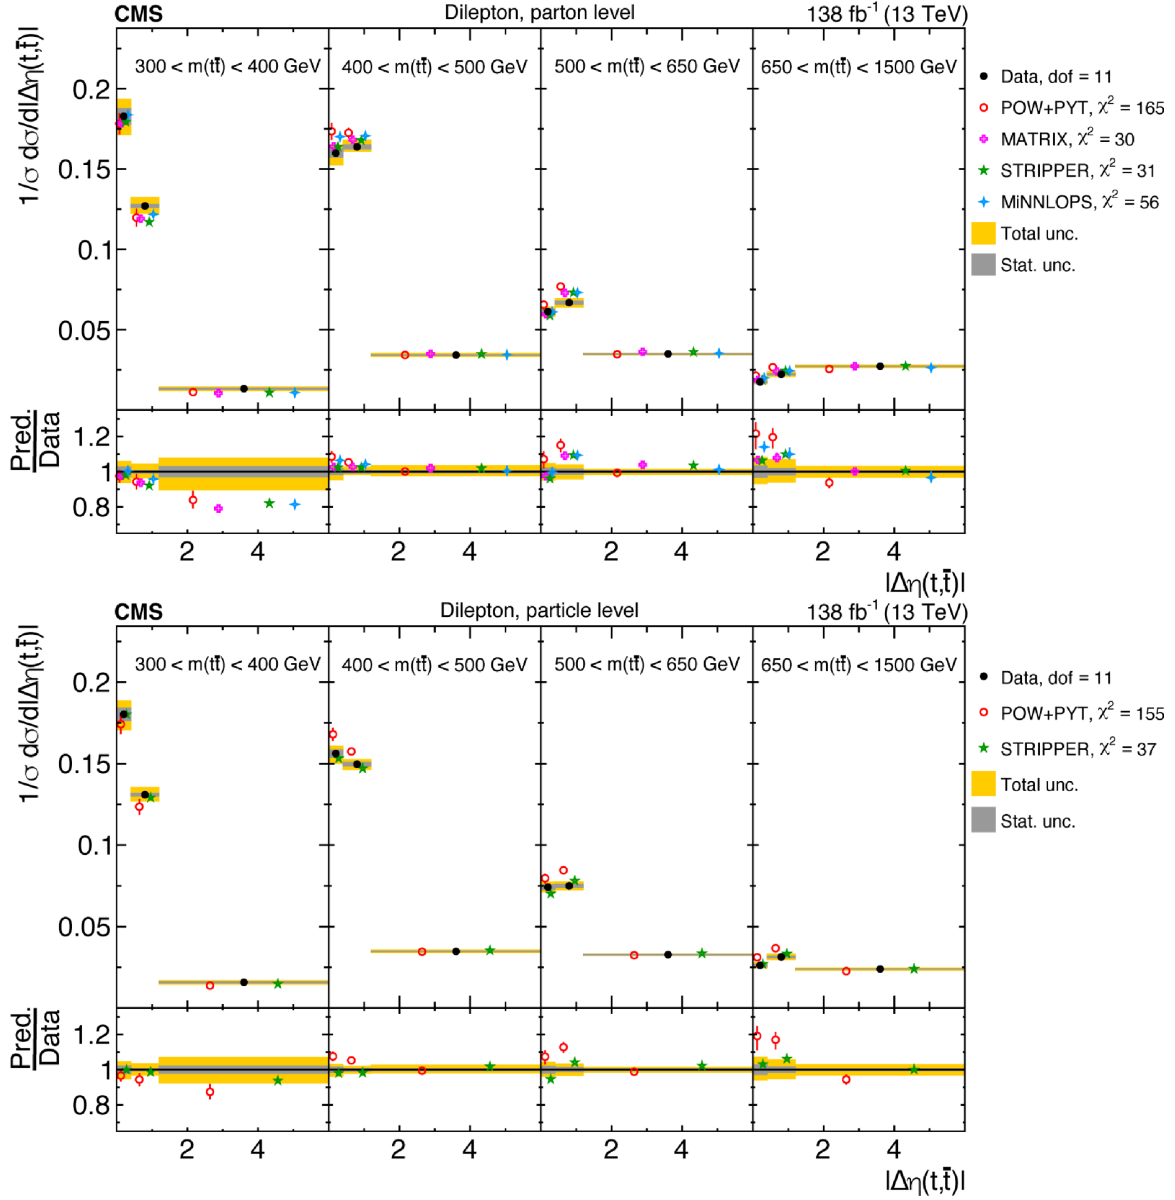 CMS Dilepton, parton level 138 fb⁻¹ (13 TeV)
1/σ dσ/d|Δη(t,t̄)|
300 < m(tt̄) < 400 GeV 400 < m(tt̄) < 500 GeV 500 < m(tt̄) < 650 GeV 650 < m(tt̄) < 1500 GeV
0.2
0.15
0.1
0.05
Data, dof = 11
POW+PYT, χ² = 165
MATRIX, χ² = 30
STRIPPER, χ² = 31
MiNNLOPS, χ² = 56
Total unc.
Stat. unc.
Pred.
Data
1.2
1
0.8
2 4 2 4 2 4 2 4
|Δη(t,t̄)|
CMS Dilepton, particle level 138 fb⁻¹ (13 TeV)
1/σ dσ/d|Δη(t,t̄)|
300 < m(tt̄) < 400 GeV 400 < m(tt̄) < 500 GeV 500 < m(tt̄) < 650 GeV 650 < m(tt̄) < 1500 GeV
0.2
0.15
0.1
0.05
Data, dof = 11
POW+PYT, χ² = 155
STRIPPER, χ² = 37
Total unc.
Stat. unc.
Pred.
Data
1.2
1
0.8
2 4 2 4 2 4 2 4
|Δη(t,t̄)|